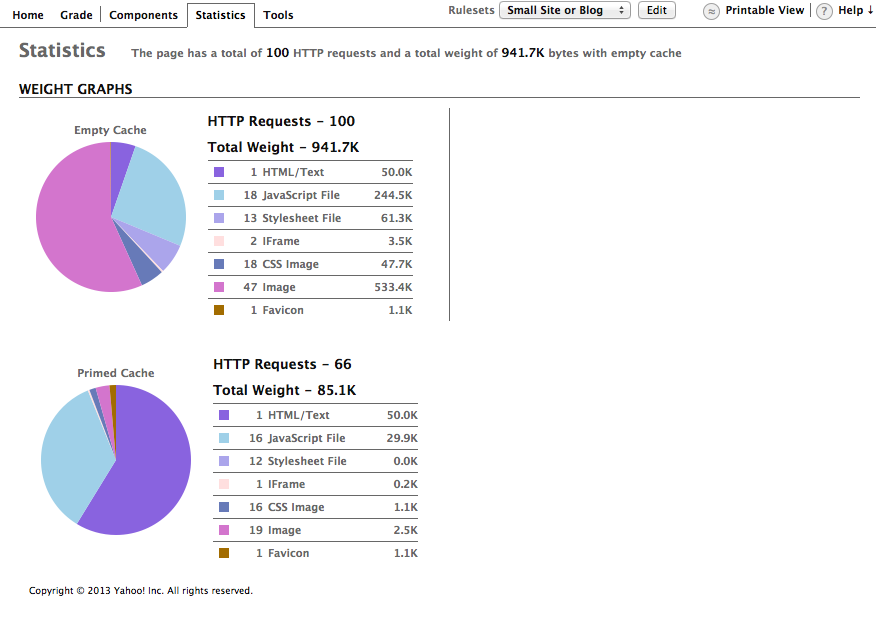 Home Grade Components Statistics Tools Rulesets Small Site or Blog Edit ≈ Printable View ? Help ↓
Statistics The page has a total of 100 HTTP requests and a total weight of 941.7K bytes with empty cache
WEIGHT GRAPHS
Empty Cache
HTTP Requests - 100
Total Weight - 941.7K
1 HTML/Text 50.0K
18 JavaScript File 244.5K
13 Stylesheet File 61.3K
2 IFrame 3.5K
18 CSS Image 47.7K
47 Image 533.4K
1 Favicon 1.1K
Primed Cache
HTTP Requests - 66
Total Weight - 85.1K
1 HTML/Text 50.0K
16 JavaScript File 29.9K
12 Stylesheet File 0.0K
1 IFrame 0.2K
16 CSS Image 1.1K
19 Image 2.5K
1 Favicon 1.1K
Copyright © 2013 Yahoo! Inc. All rights reserved.